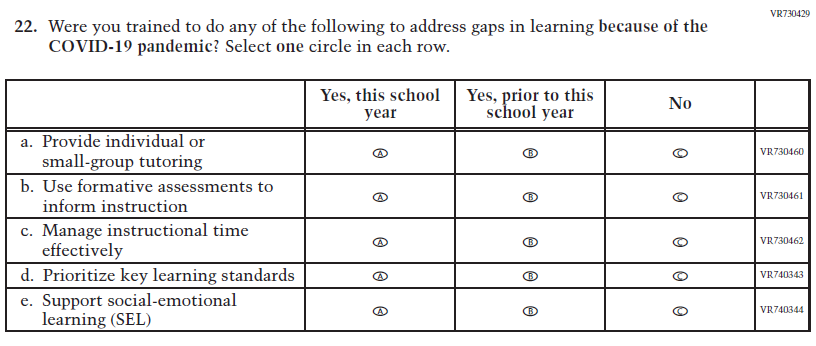 VR730429
22. Were you trained to do any of the following to address gaps in learning because of the
COVID-19 pandemic? Select one circle in each row.
Yes, this school
year
Yes, prior to this
school year
No
a. Provide individual or
small-group tutoring
A B C VR730460
b. Use formative assessments to
inform instruction
A B C VR730461
c. Manage instructional time
effectively
A B C VR730462
d. Prioritize key learning standards A B C VR740343
e. Support social-emotional
learning (SEL)
A B C VR740344